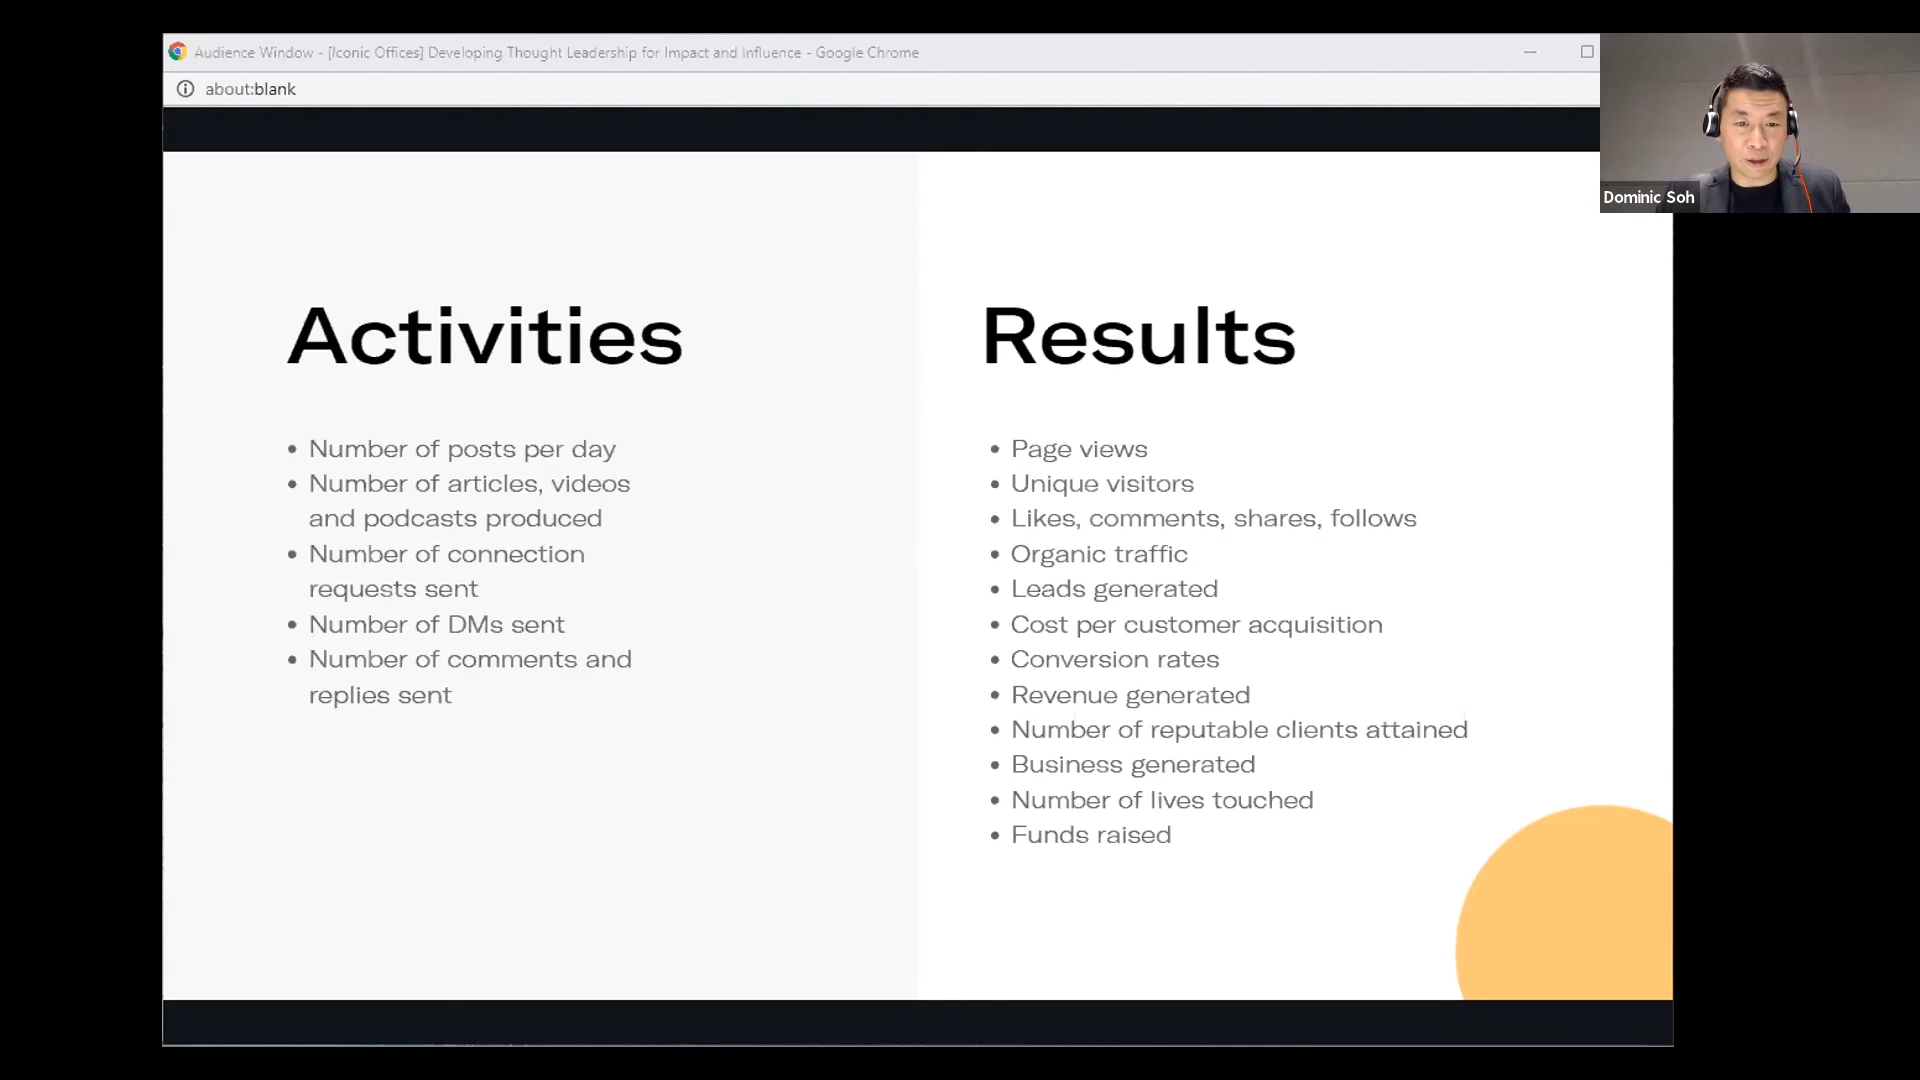 Audience Window - [Iconic Offices] Developing Thought Leadership for Impact and Influence - Google Chrome
about:blank
Dominic Soh
Activities
• Number of posts per day
• Number of articles, videos
and podcasts produced
• Number of connection
requests sent
• Number of DMs sent
• Number of comments and
replies sent
Results
• Page views
• Unique visitors
• Likes, comments, shares, follows
• Organic traffic
• Leads generated
• Cost per customer acquisition
• Conversion rates
• Revenue generated
• Number of reputable clients attained
• Business generated
• Number of lives touched
• Funds raised